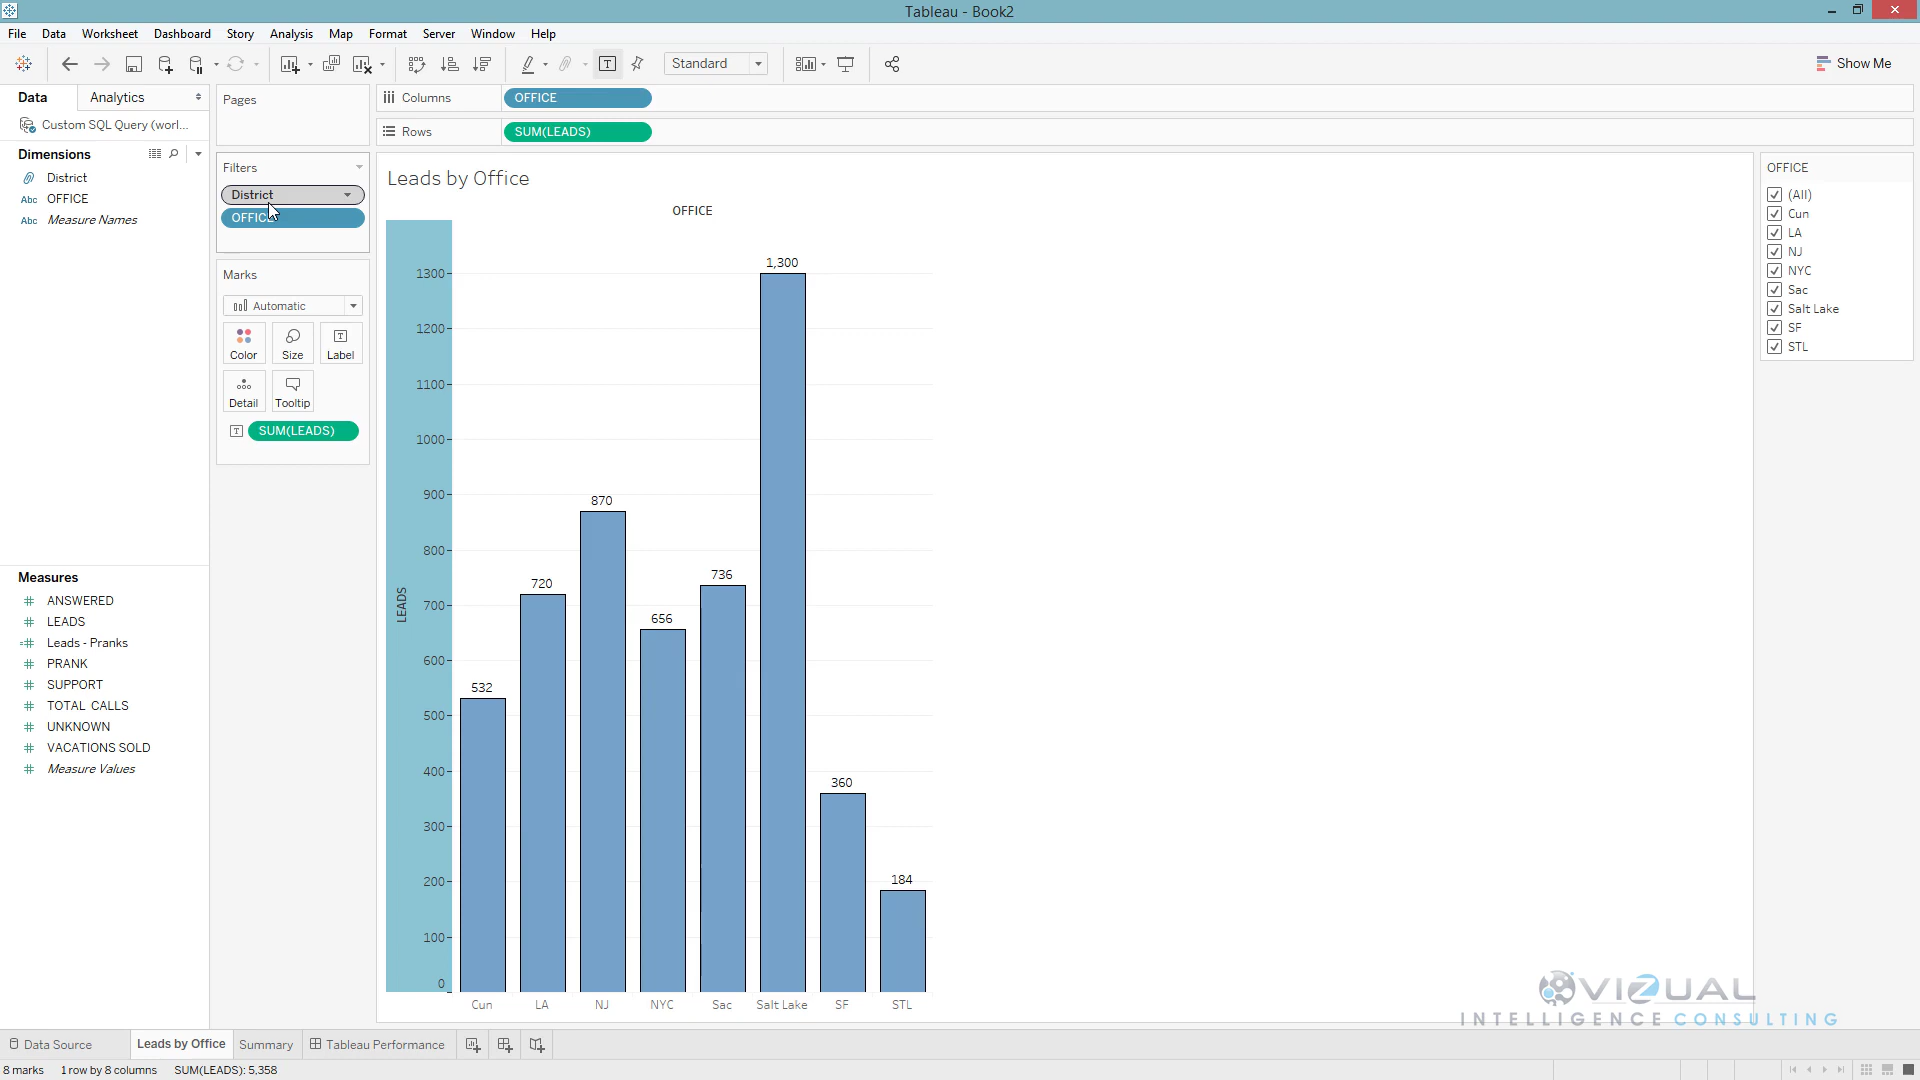 Tableau - Book2
File Data Worksheet Dashboard Story Analysis Map Format Server Window Help
Standard
Show Me
Data Analytics
Custom SQL Query (worl...
Dimensions
District
Abc OFFICE
Abc Measure Names
Measures
ANSWERED
LEADS
Leads - Pranks
PRANK
SUPPORT
TOTAL CALLS
UNKNOWN
VACATIONS SOLD
Measure Values
Pages
Filters
District
OFFICE
Marks
Automatic
Color Size Label
Detail Tooltip
SUM(LEADS)
Columns OFFICE
Rows SUM(LEADS)
Leads by Office
OFFICE
LEADS
1300
1200
1100
1000
900
800
700
600
500
400
300
200
100
0
532
720
870
656
736
1,300
360
184
Cun LA NJ NYC Sac Salt Lake SF STL
OFFICE
(All)
Cun
LA
NJ
NYC
Sac
Salt Lake
SF
STL
VIZUAL
INTELLIGENCE CONSULTING
Data Source Leads by Office Summary Tableau Performance
8 marks 1 row by 8 columns SUM(LEADS): 5,358